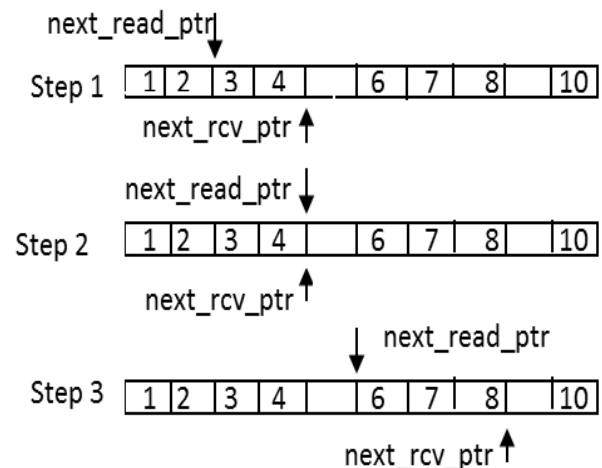 next_read_ptr
Step 1 1 2 3 4 6 7 8 10
next_rcv_ptr
next_read_ptr
Step 2 1 2 3 4 6 7 8 10
next_rcv_ptr
next_read_ptr
Step 3 1 2 3 4 6 7 8 10
next_rcv_ptr